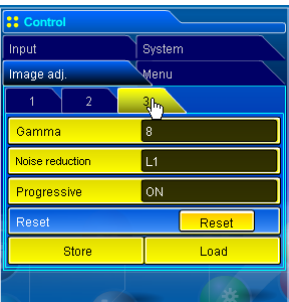 Control
Input System
Image adj. Menu
1 2 3
Gamma 8
Noise reduction L1
Progressive ON
Reset Reset
Store Load